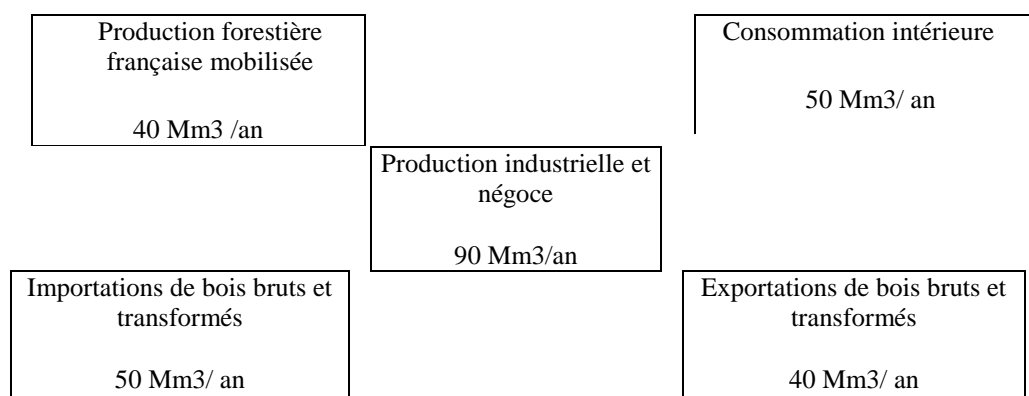 Production forestière
française mobilisée
40 Mm3 /an
Consommation intérieure
50 Mm3/ an
Production industrielle et
négoce
90 Mm3/an
Importations de bois bruts et
transformés
50 Mm3/ an
Exportations de bois bruts et
transformés
40 Mm3/ an